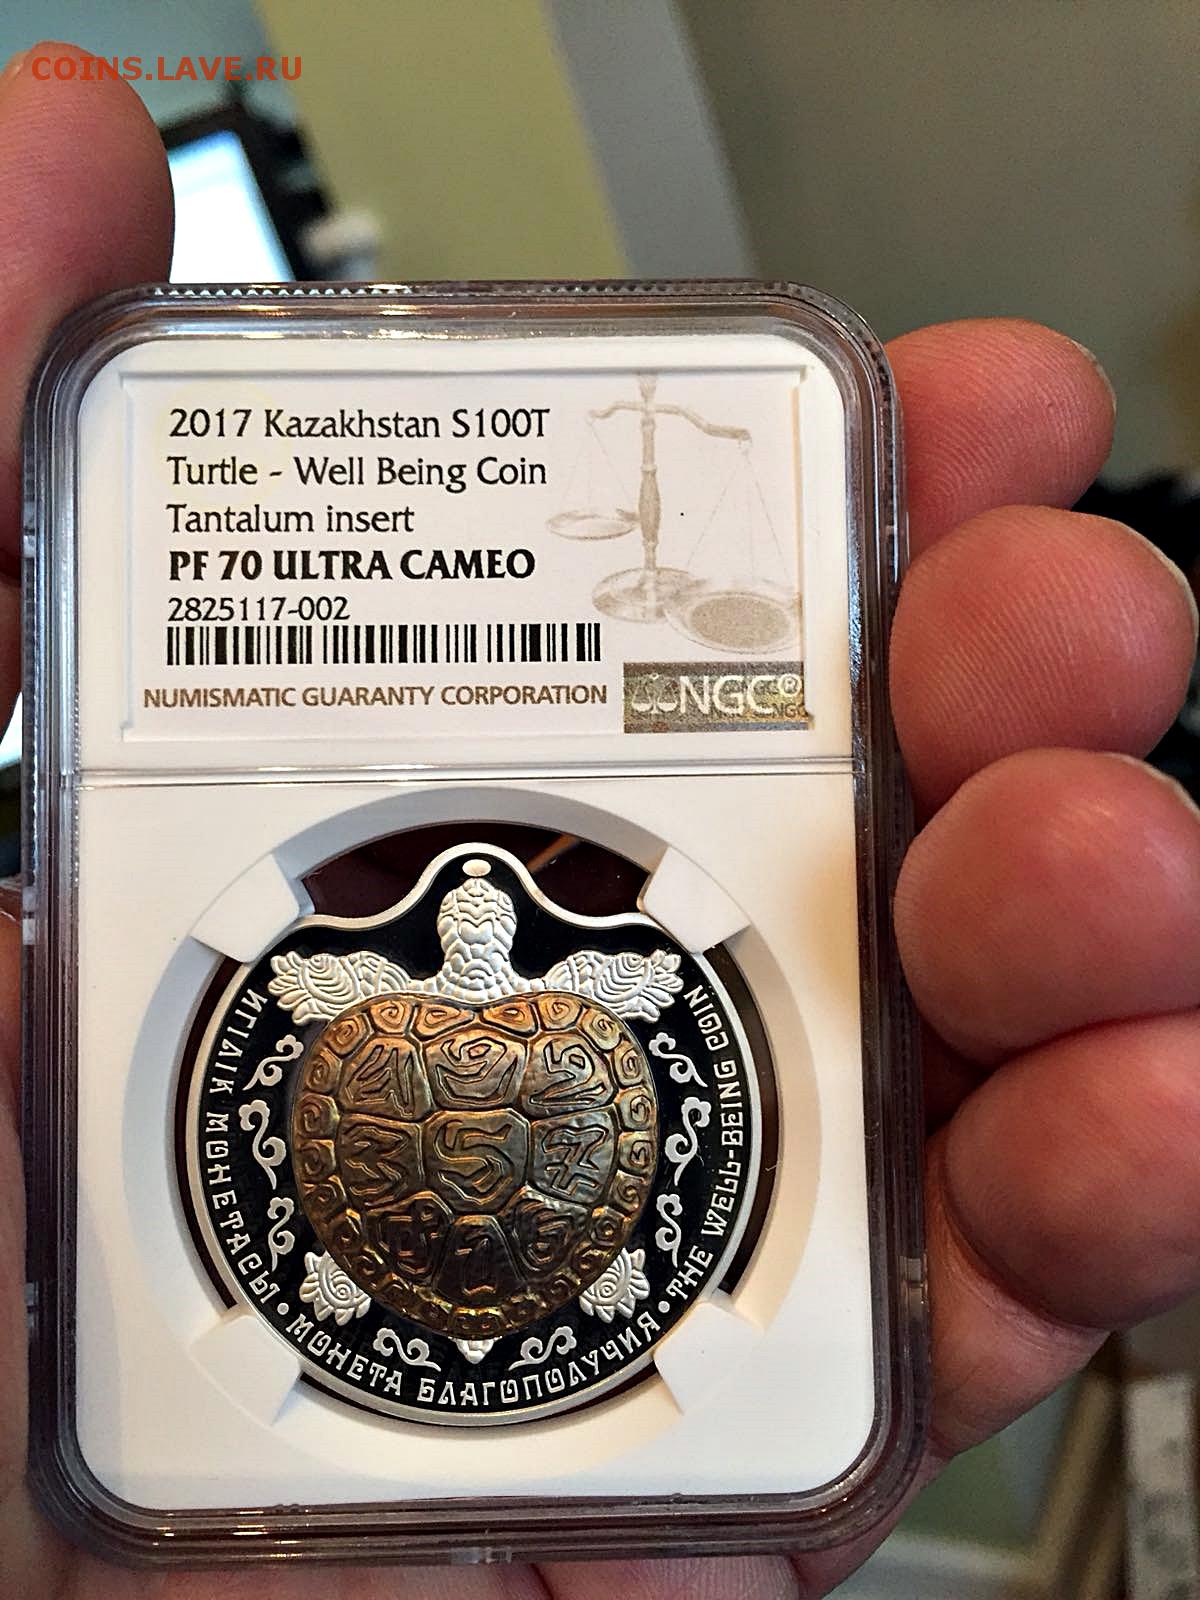 COINS.LAVE.RU
2017 Kazakhstan S100T
Turtle - Well Being Coin
Tantalum insert
PF 70 ULTRA CAMEO
2825117-002
NUMISMATIC GUARANTY CORPORATION
NGC®
NGC
ИГІЛІК МОНЕТАСЫ • МОНЕТА БЛАГОПОЛУЧИЯ • THE WELL-BEING COIN